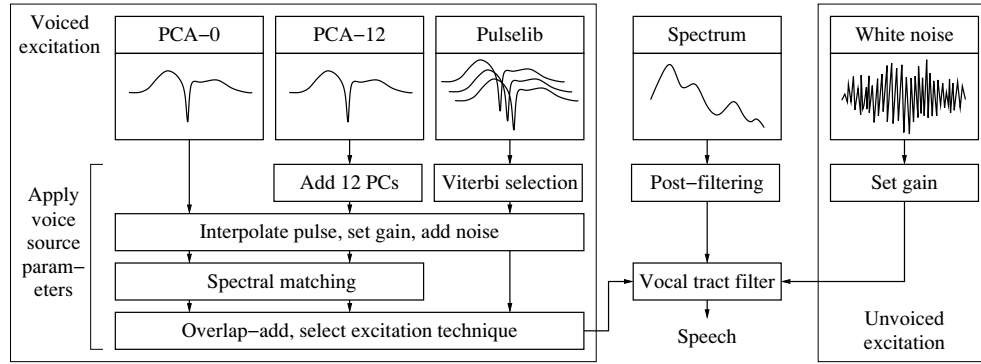 Voiced
excitation
PCA−0
PCA−12
Pulselib
Spectrum
White noise
Apply
voice
source
param−
eters
Add 12 PCs
Viterbi selection
Post−filtering
Set gain
Interpolate pulse, set gain, add noise
Spectral matching
Vocal tract filter
Overlap−add, select excitation technique
Speech
Unvoiced
excitation